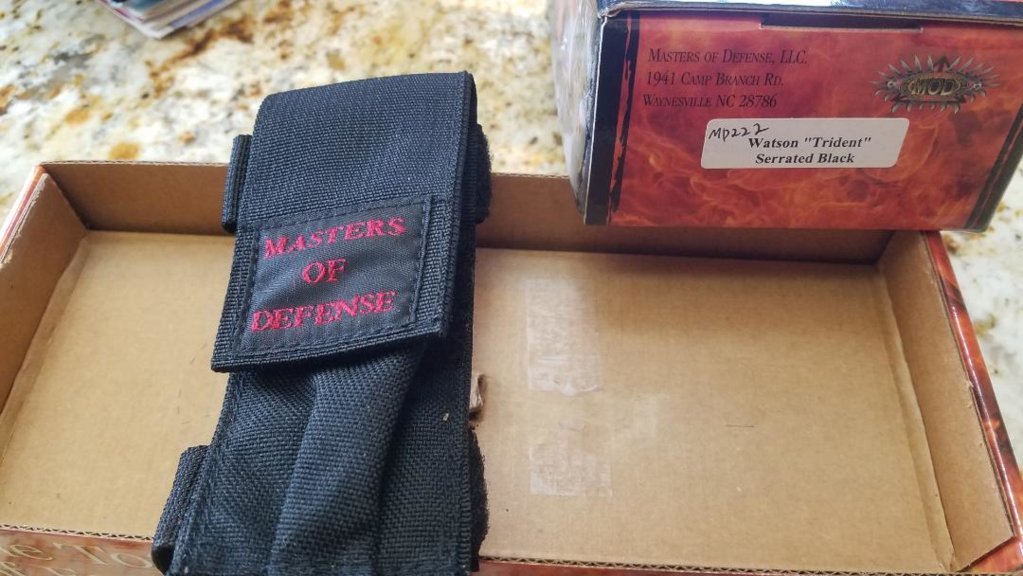 MASTERS OF DEFENSE, LLC.
1941 CAMP BRANCH RD.
WAYNESVILLE NC 28786
MOD
MD222
Watson "Trident"
Serrated Black
MASTERS
OF
DEFENSE